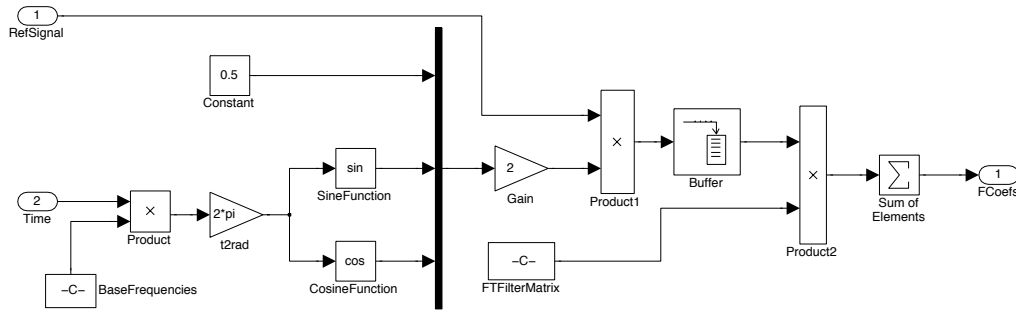 1
RefSignal
0.5
Constant
sin
SineFunction
2
Time
×
Product
2*pi
t2rad
cos
CosineFunction
−C−
BaseFrequencies
2
Gain
×
Product1
Buffer
−C−
FTFilterMatrix
×
Product2
∑
Sum of
Elements
1
FCoefs